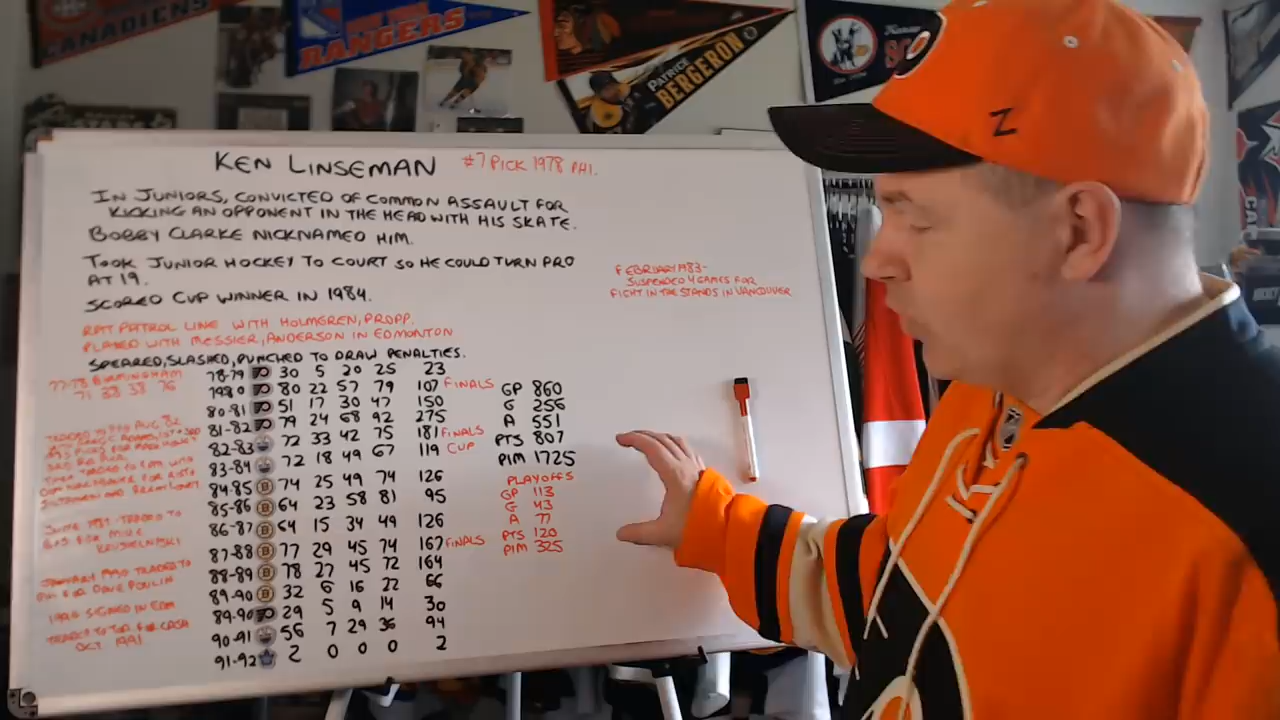 CANADIENS
NEW YORK
RANGERS
PATRICE
BERGERON
Z
KEN LINSEMAN #7 PICK 1978 PHI.
IN JUNIORS, CONVICTED OF COMMON ASSAULT FOR
KICKING AN OPPONENT IN THE HEAD WITH HIS SKATE.
BOBBY CLARKE NICKNAMED HIM.
TOOK JUNIOR HOCKEY TO COURT SO HE COULD TURN PRO
AT 19.
SCORED CUP WINNER IN 1984.
FEBRUARY 1983-
SUSPENDED 4 GAMES FOR
FIGHT IN THE STANDS IN VANCOUVER
RAT PATROL LINE WITH HOLMGREN, PROPP.
PLAYED WITH MESSIER, ANDERSON IN EDMONTON
SPEARED, SLASHED, PUNCHED TO DRAW PENALTIES.
77-78 BIRMINGHAM
71 38 38 76
78-79 30 5 20 25 23
1980 80 22 57 79 107 FINALS
80-81 51 17 30 47 150
81-82 79 24 68 92 275
82-83 72 33 42 75 181 FINALS
83-84 72 18 49 67 119 CUP
84-85 B 74 25 49 74 126
85-86 B 64 23 58 81 95
86-87 B 64 15 34 49 126
87-88 B 77 29 45 74 167 FINALS
88-89 B 78 27 45 72 164
89-90 B 32 6 16 22 66
89-90 29 5 9 14 30
90-91 56 7 29 36 94
91-92 2 0 0 0 2
GP 860
G 256
A 551
PTS 807
PIM 1725
PLAYOFFS
GP 113
G 43
A 77
PTS 120
PIM 325
TRADED TO AUG 82
JUNE 1984 TRADED TO
BOS FOR MIKE
KRUSHELNYSKI
JANUARY 1990 TRADED TO
PHI FOR DAVE POULIN
1990 SIGNED IN EDM
TRADED TO TOR FOR CASH
OCT 1991